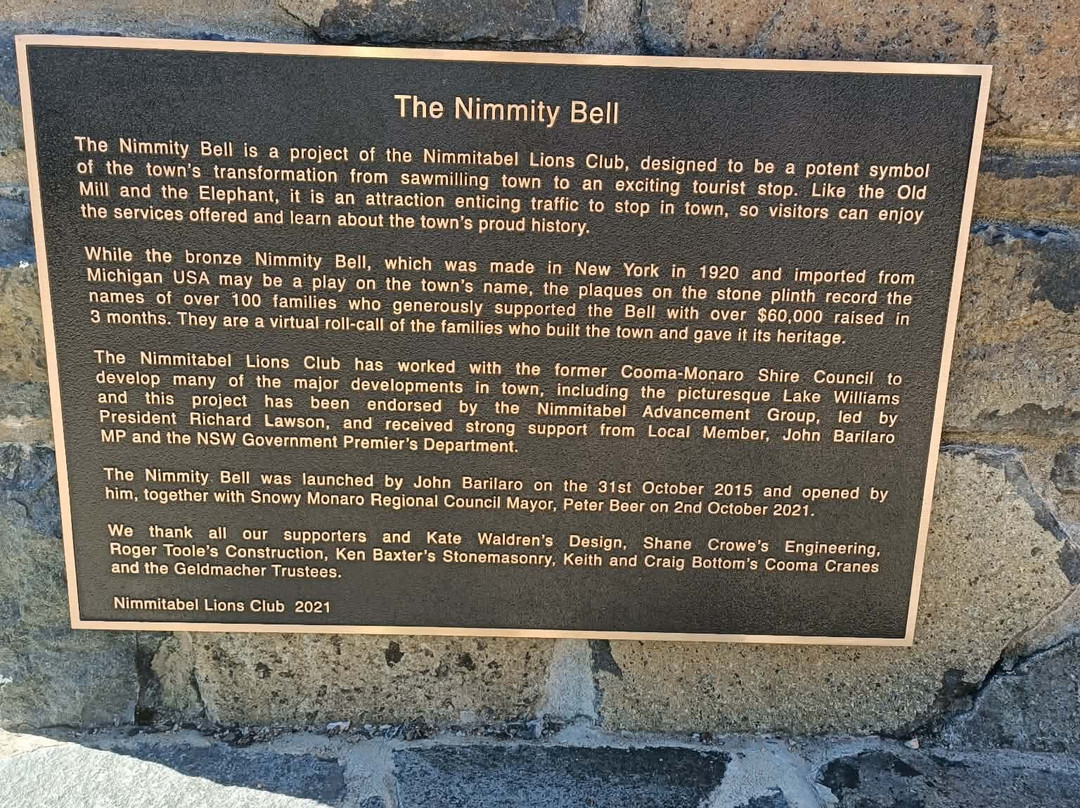 The Nimmity Bell
The Nimmity Bell is a project of the Nimmitabel Lions Club, designed to be a potent symbol
of the town's transformation from sawmilling town to an exciting tourist stop. Like the Old
Mill and the Elephant, it is an attraction enticing traffic to stop in town, so visitors can enjoy
the services offered and learn about the town's proud history.
While the bronze Nimmity Bell, which was made in New York in 1920 and imported from
Michigan USA may be a play on the town's name, the plaques on the stone plinth record the
names of over 100 families who generously supported the Bell with over $60,000 raised in
3 months. They are a virtual roll-call of the families who built the town and gave it its heritage.
The Nimmitabel Lions Club has worked with the former Cooma-Monaro Shire Council to
develop many of the major developments in town, including the picturesque Lake Williams
and this project has been endorsed by the Nimmitabel Advancement Group, led by
President Richard Lawson, and received strong support from Local Member, John Barilaro
MP and the NSW Government Premier's Department.
The Nimmity Bell was launched by John Barilaro on the 31st October 2015 and opened by
him, together with Snowy Monaro Regional Council Mayor, Peter Beer on 2nd October 2021.
We thank all our supporters and Kate Waldren's Design, Shane Crowe's Engineering,
Roger Toole's Construction, Ken Baxter's Stonemasonry, Keith and Craig Bottom's Cooma Cranes
and the Geldmacher Trustees.
Nimmitabel Lions Club 2021